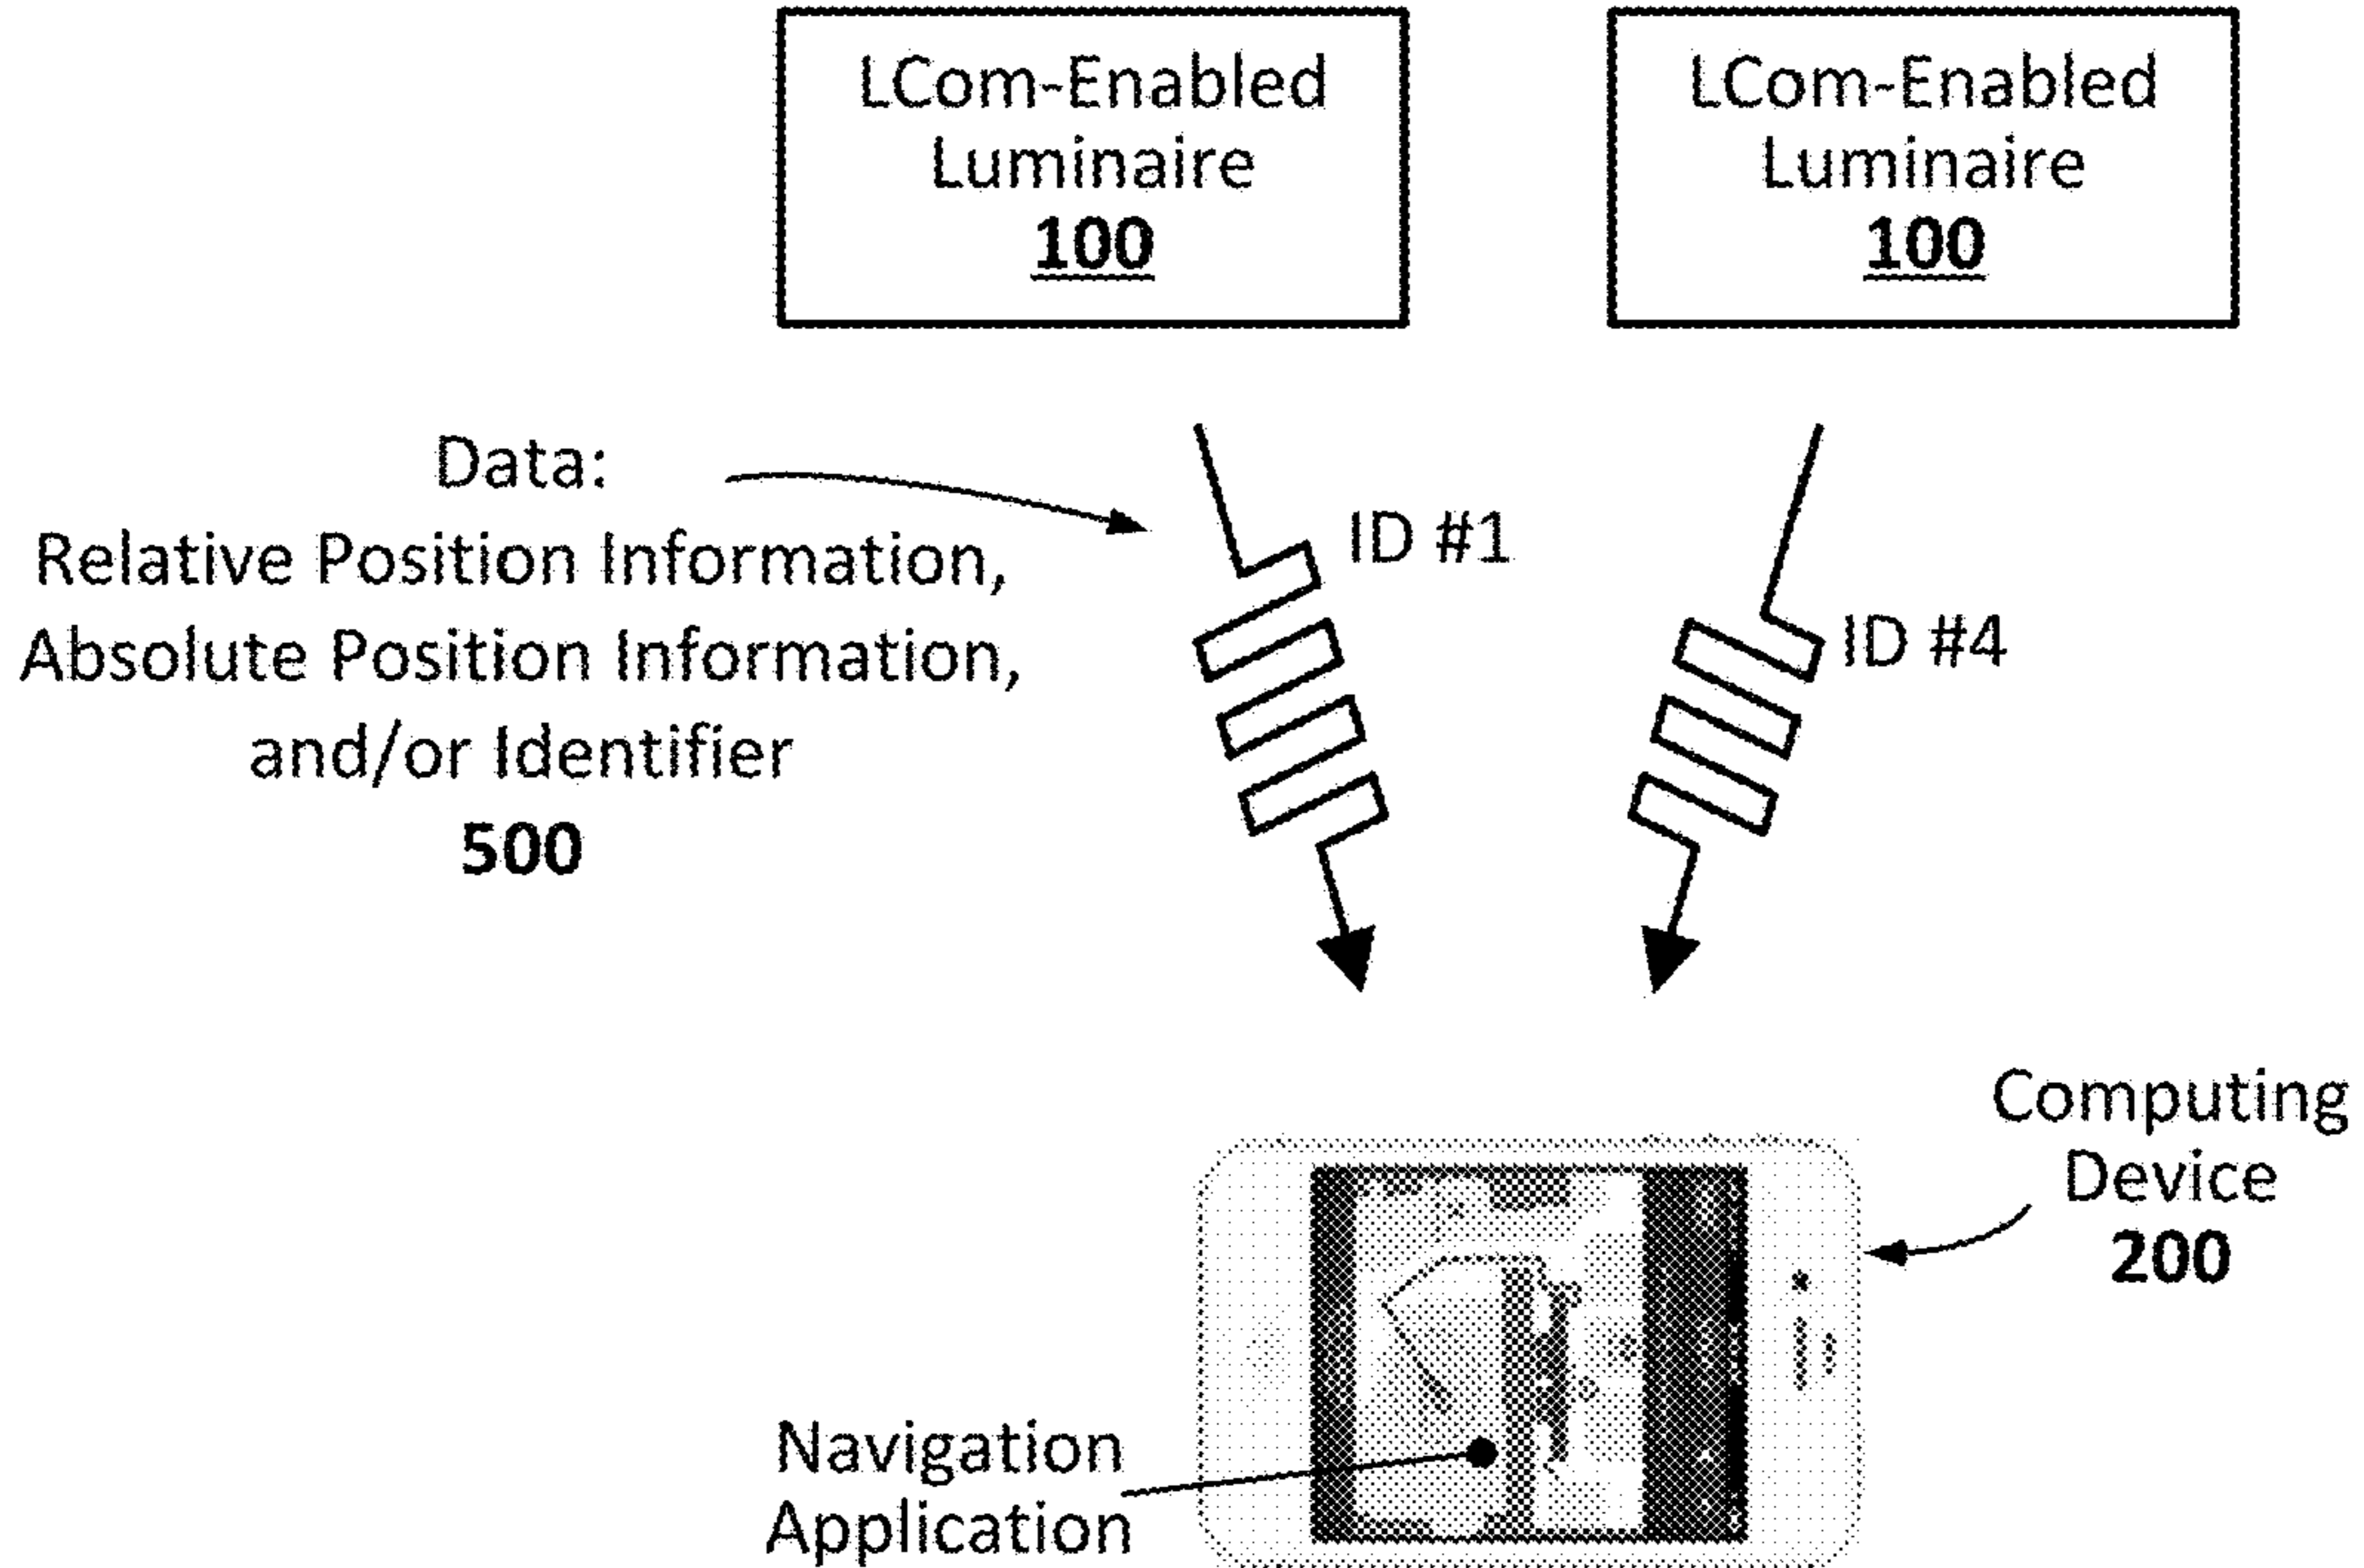 LCom-Enabled
Luminaire
100
LCom-Enabled
Luminaire
100
Data:
Relative Position Information,
Absolute Position Information,
and/or Identifier
500
ID #1
ID #4
Computing
Device
200
Navigation
Application